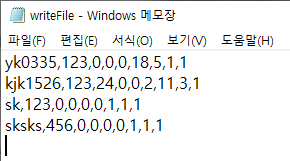 writeFile - Windows 메모장
파일(F) 편집(E) 서식(O) 보기(V) 도움말(H)
yk0335,123,0,0,0,18,5,1,1
kjk1526,123,24,0,0,2,11,3,1
sk,123,0,0,0,0,1,1,1
sksks,456,0,0,0,0,1,1,1